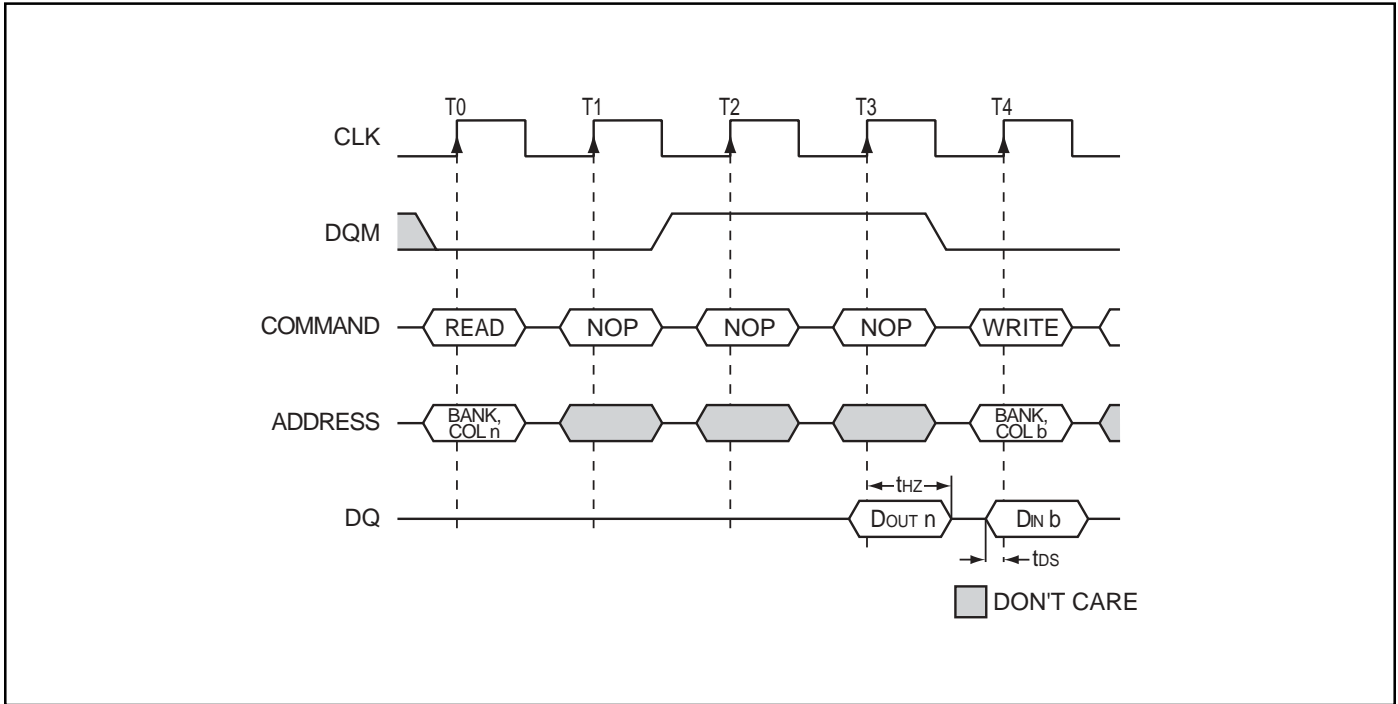 T0 T1 T2 T3 T4
CLK
DQM
COMMAND READ NOP NOP NOP WRITE
ADDRESS BANK, COL n BANK, COL b
tHZ
DQ DOUT n DIN b
tDS
DON'T CARE